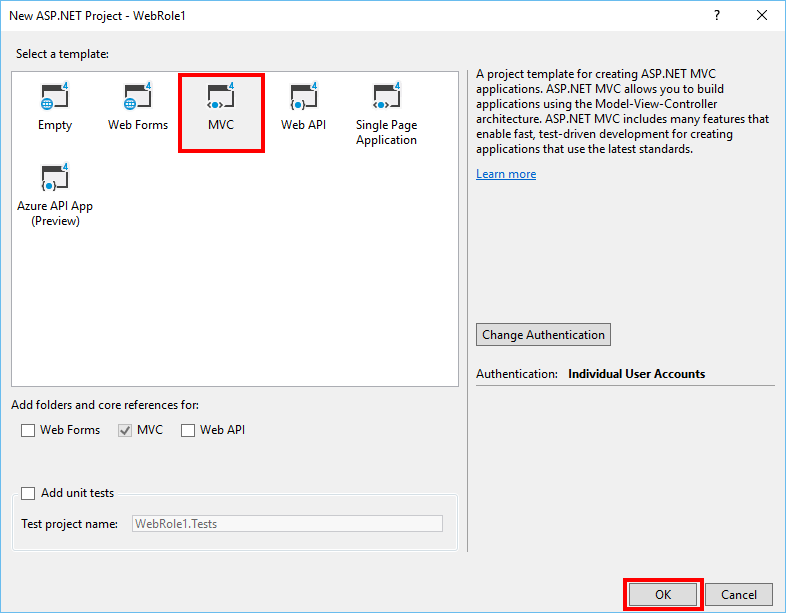 New ASP.NET Project - WebRole1
?
Select a template:
4 4 4 4 4
Empty Web Forms MVC Web API Single Page
Application
4
Azure API App
(Preview)
A project template for creating ASP.NET MVC
applications. ASP.NET MVC allows you to build
applications using the Model-View-Controller
architecture. ASP.NET MVC includes many features that
enable fast, test-driven development for creating
applications that use the latest standards.
Learn more
Change Authentication
Authentication: Individual User Accounts
Add folders and core references for:
Web Forms MVC Web API
Add unit tests
Test project name: WebRole1.Tests
OK Cancel